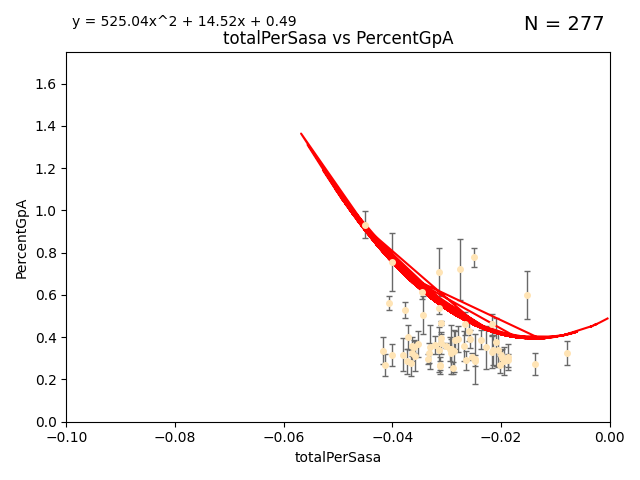 y = 525.04x^2 + 14.52x + 0.49
N = 277
totalPerSasa vs PercentGpA
1.6
1.4
1.2
1.0
0.8
0.6
0.4
0.2
0.0
PercentGpA
−0.10 −0.08 −0.06 −0.04 −0.02 0.00
totalPerSasa